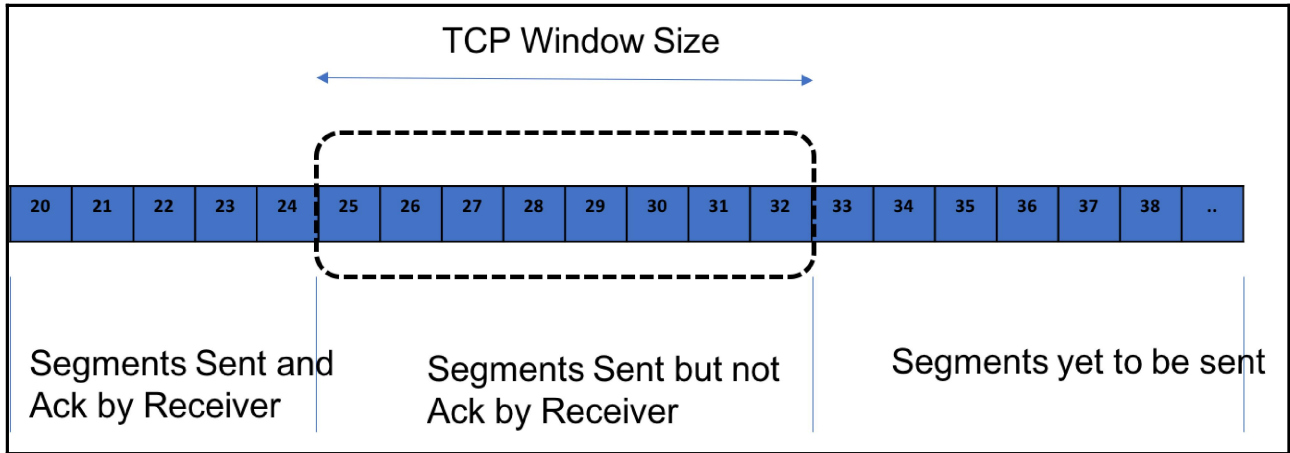 TCP Window Size
20 21 22 23 24 25 26 27 28 29 30 31 32 33 34 35 36 37 38 ..
Segments Sent and
Ack by Receiver
Segments Sent but not
Ack by Receiver
Segments yet to be sent